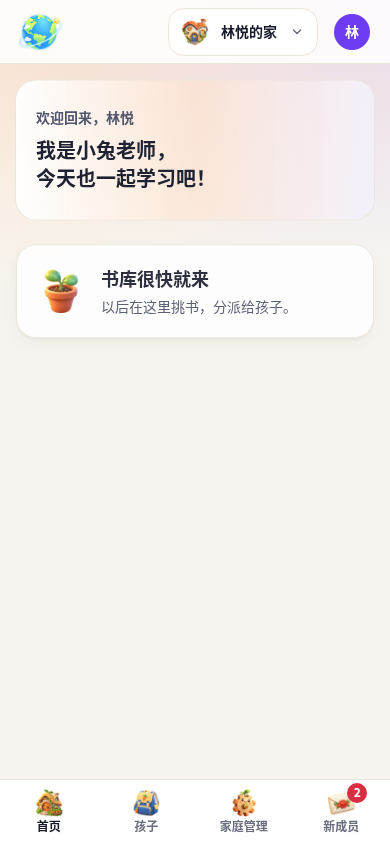 林悦的家
林
欢迎回来，林悦
我是小兔老师，
今天也一起学习吧！
书库很快就来
以后在这里挑书，分派给孩子。
首页
孩子
家庭管理
2
新成员